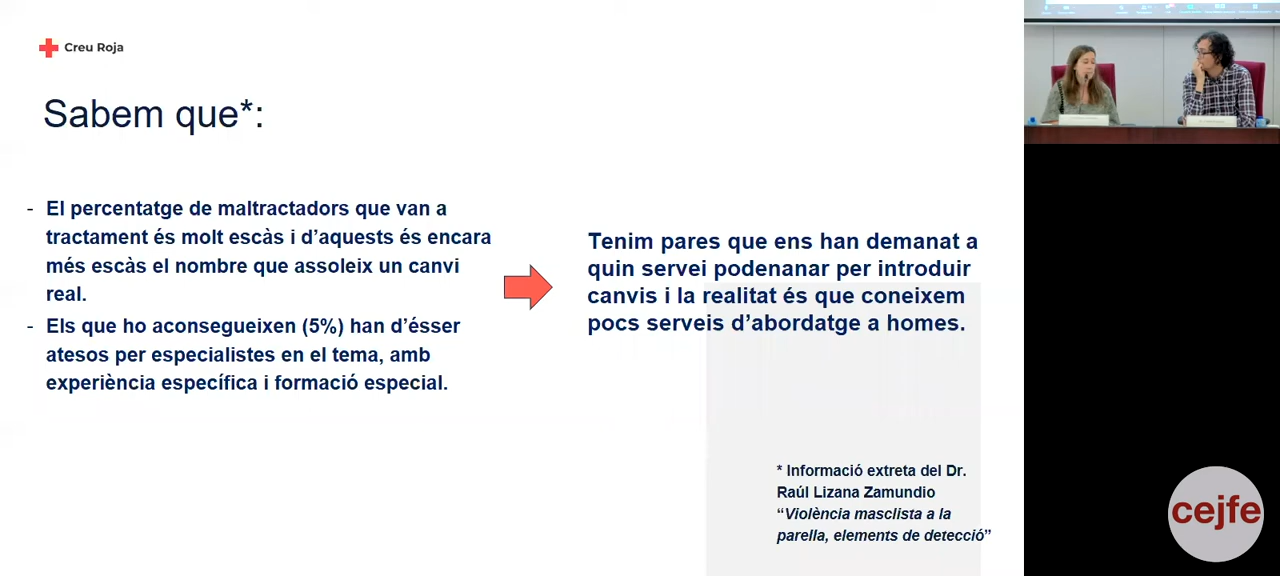 Creu Roja
Sabem que*:
- El percentatge de maltractadors que van a
tractament és molt escàs i d'aquests és encara
més escàs el nombre que assoleix un canvi
real.
- Els que ho aconsegueixen (5%) han d'ésser
atesos per especialistes en el tema, amb
experiència específica i formació especial.
Tenim pares que ens han demanat a
quin servei podenanar per introduir
canvis i la realitat és que coneixem
pocs serveis d'abordatge a homes.
* Informació extreta del Dr.
Raúl Lizana Zamundio
“Violència masclista a la
parella, elements de detecció”
cejfe